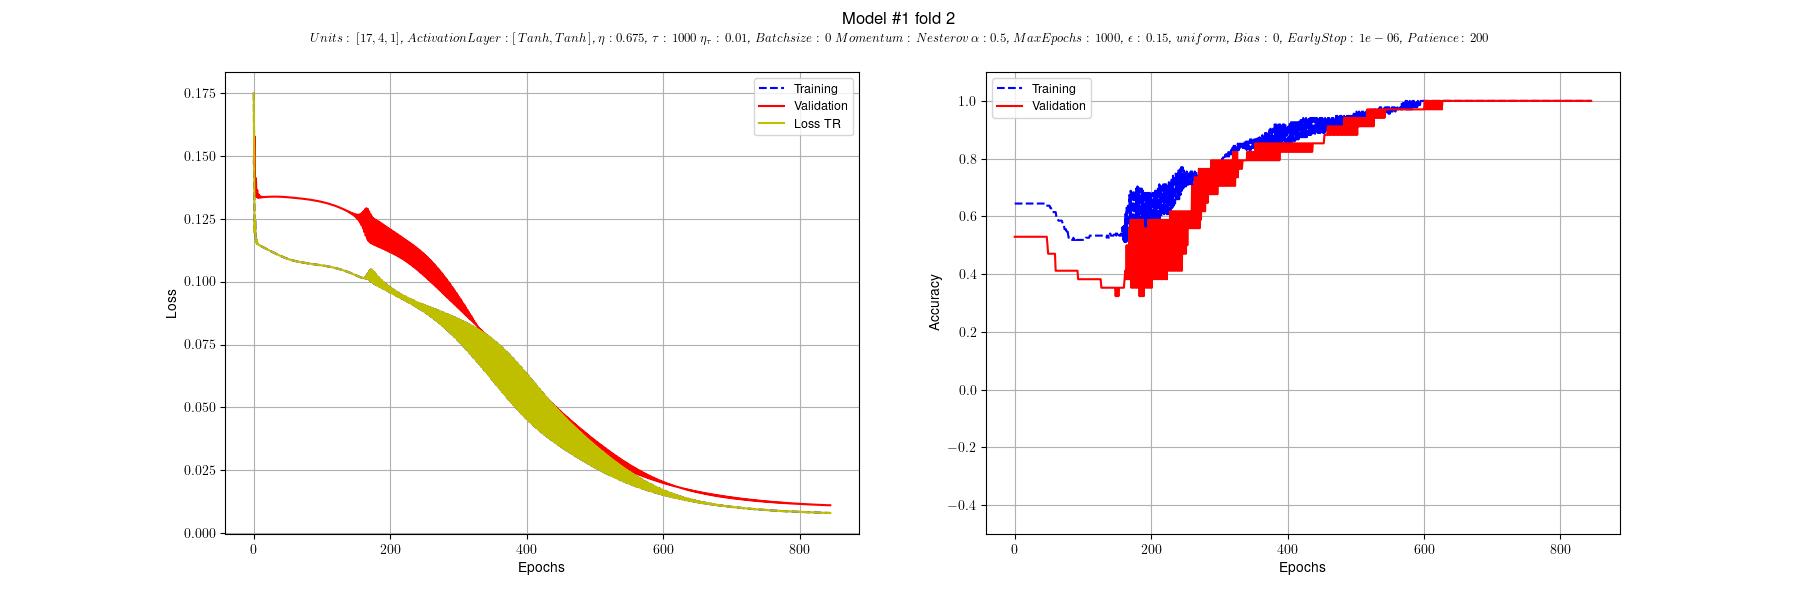 Model #1 fold 2
Units : [17, 4, 1], ActivationLayer : [Tanh, Tanh], η : 0.675, τ : 1000 ητ : 0.01, Batchsize : 0 Momentum : Nesterov α : 0.5, MaxEpochs : 1000, ϵ : 0.15, uniform, Bias : 0, EarlyStop : 1e − 06, Patience : 200
Training
Validation
Loss TR
0.175
0.150
0.125
0.100
0.075
0.050
0.025
0.000
Loss
0 200 400 600 800
Epochs
Training
Validation
1.0
0.8
0.6
0.4
0.2
0.0
−0.2
−0.4
Accuracy
0 200 400 600 800
Epochs